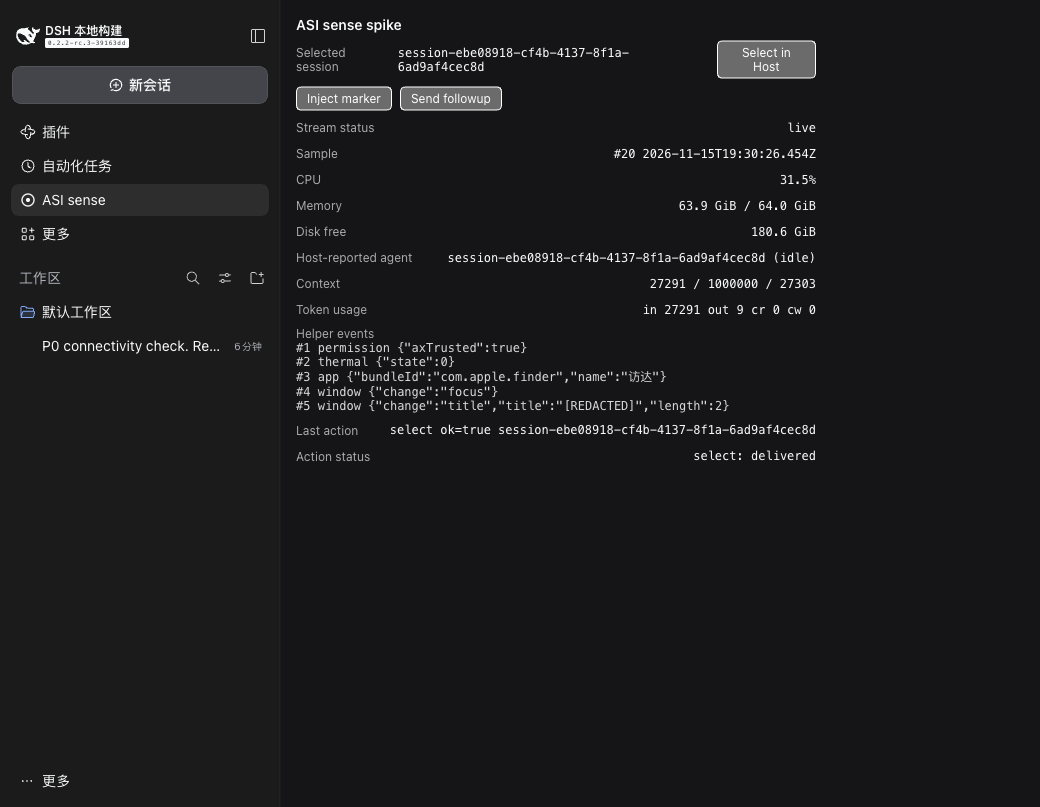 DSH 本地构建
0.2.2-rc.3-39163dd
新会话
插件
自动化任务
ASI sense
更多
工作区
默认工作区
P0 connectivity check. Re... 6分钟
... 更多
ASI sense spike
Selected session session-ebe08918-cf4b-4137-8f1a-6ad9af4cec8d Select in Host
Inject marker Send followup
Stream status live
Sample #20 2026-11-15T19:30:26.454Z
CPU 31.5%
Memory 63.9 GiB / 64.0 GiB
Disk free 180.6 GiB
Host-reported agent session-ebe08918-cf4b-4137-8f1a-6ad9af4cec8d (idle)
Context 27291 / 1000000 / 27303
Token usage in 27291 out 9 cr 0 cw 0
Helper events
#1 permission {"axTrusted":true}
#2 thermal {"state":0}
#3 app {"bundleId":"com.apple.finder","name":"访达"}
#4 window {"change":"focus"}
#5 window {"change":"title","title":"[REDACTED]","length":2}
Last action select ok=true session-ebe08918-cf4b-4137-8f1a-6ad9af4cec8d
Action status select: delivered